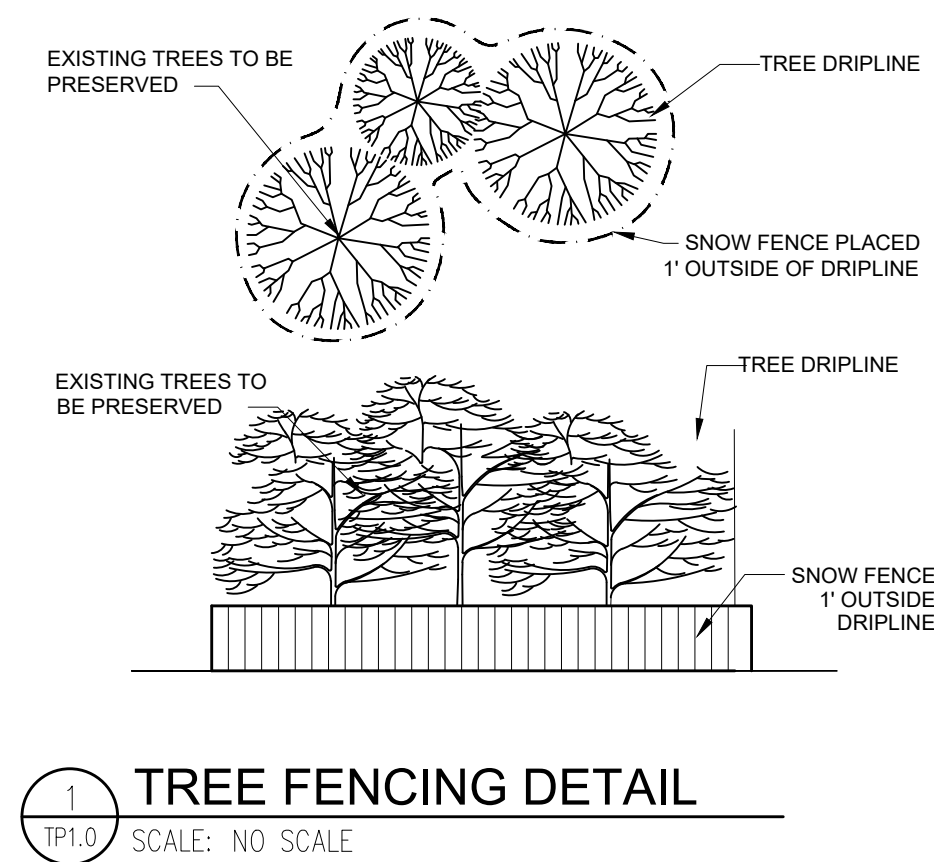 EXISTING TREES TO BE
PRESERVED
TREE DRIPLINE
SNOW FENCE PLACED
1' OUTSIDE OF DRIPLINE
EXISTING TREES TO
BE PRESERVED
TREE DRIPLINE
SNOW FENCE
1' OUTSIDE
DRIPLINE
1
TP1.0
TREE FENCING DETAIL
SCALE: NO SCALE